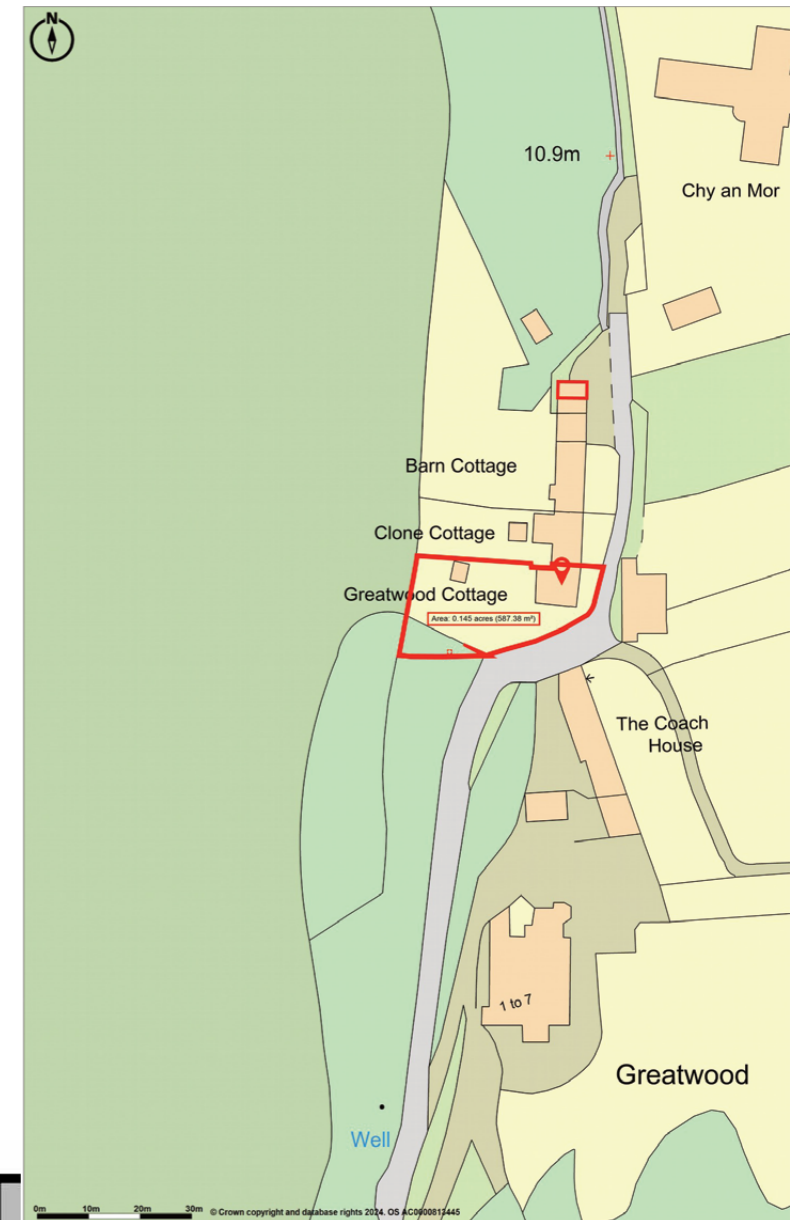 N
10.9m
Chy an Mor
Barn Cottage
Clone Cottage
Greatwood Cottage
Area: 0.145 acres (587.38 m²)
The Coach
House
1 to 7
Greatwood
Well
0m 10m 20m 30m © Crown copyright and database rights 2024. OS AC0000813445